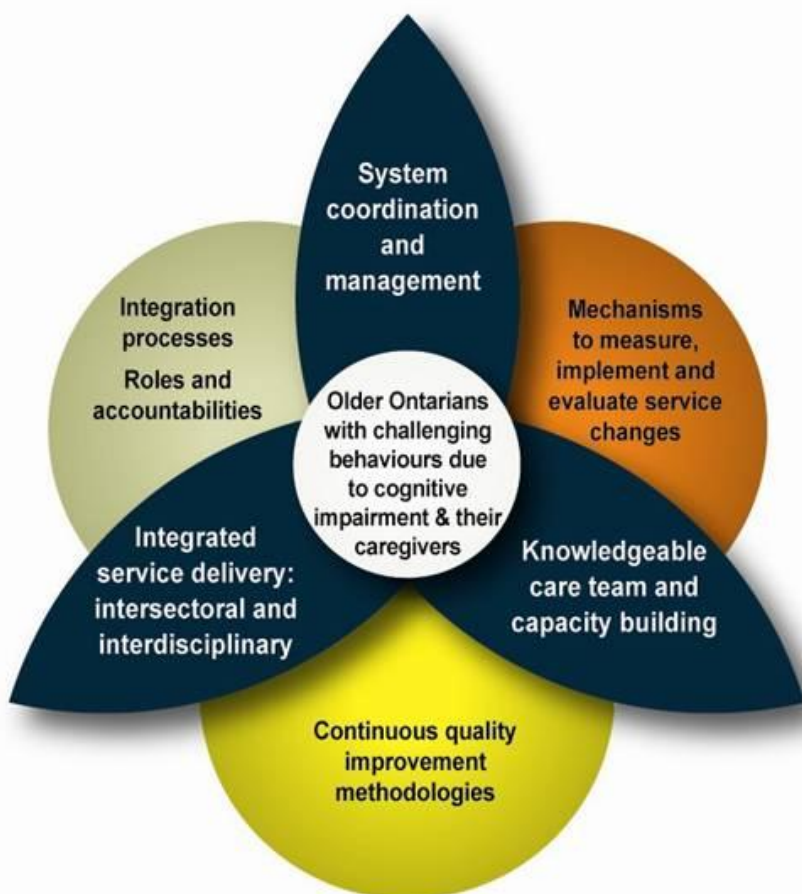 System
coordination
and
management
Integration
processes
Roles and
accountabilities
Mechanisms
to measure,
implement and
evaluate service
changes
Older Ontarians
with challenging
behaviours due
to cognitive
impairment & their
caregivers
Integrated
service delivery:
intersectoral and
interdisciplinary
Knowledgeable
care team and
capacity building
Continuous quality
improvement
methodologies